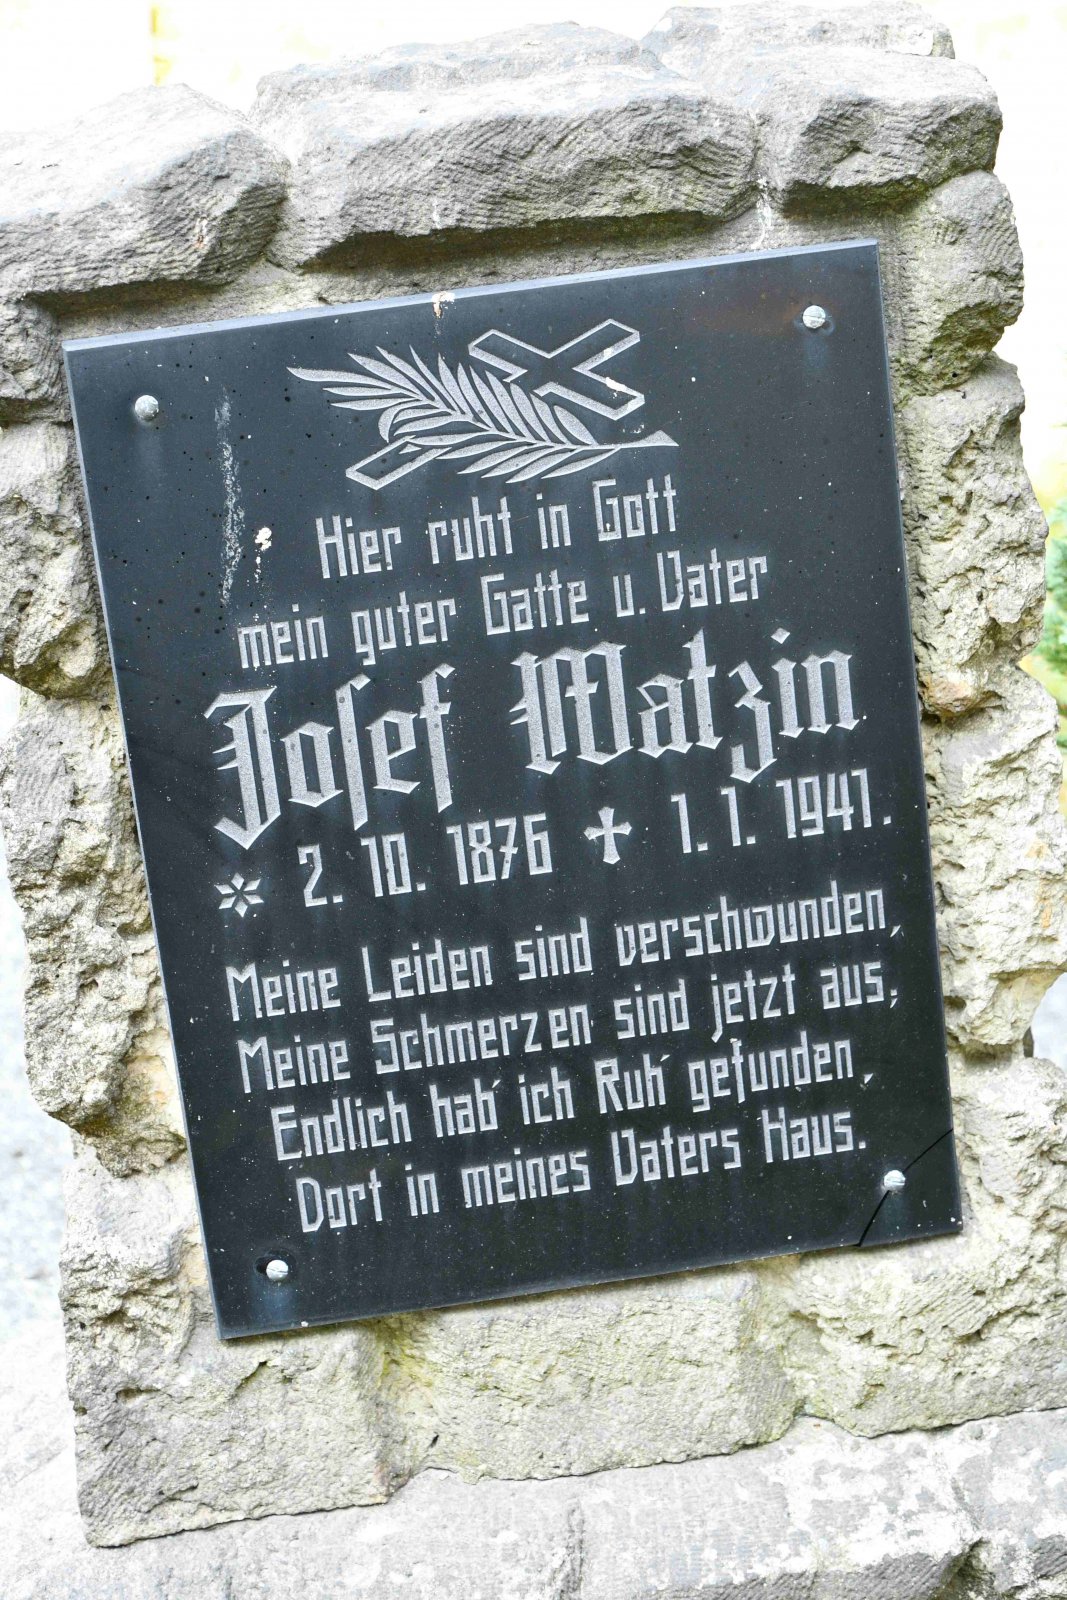 Hier ruht in Gott
mein guter Gatte u. Vater
Joſef Matzin
* 2. 10. 1876 ✝ 1. 1. 1941.
Meine Leiden sind verschwunden,
Meine Schmerzen sind jetzt aus;
Endlich hab' ich Ruh' gefunden,
Dort in meines Vaters Haus.